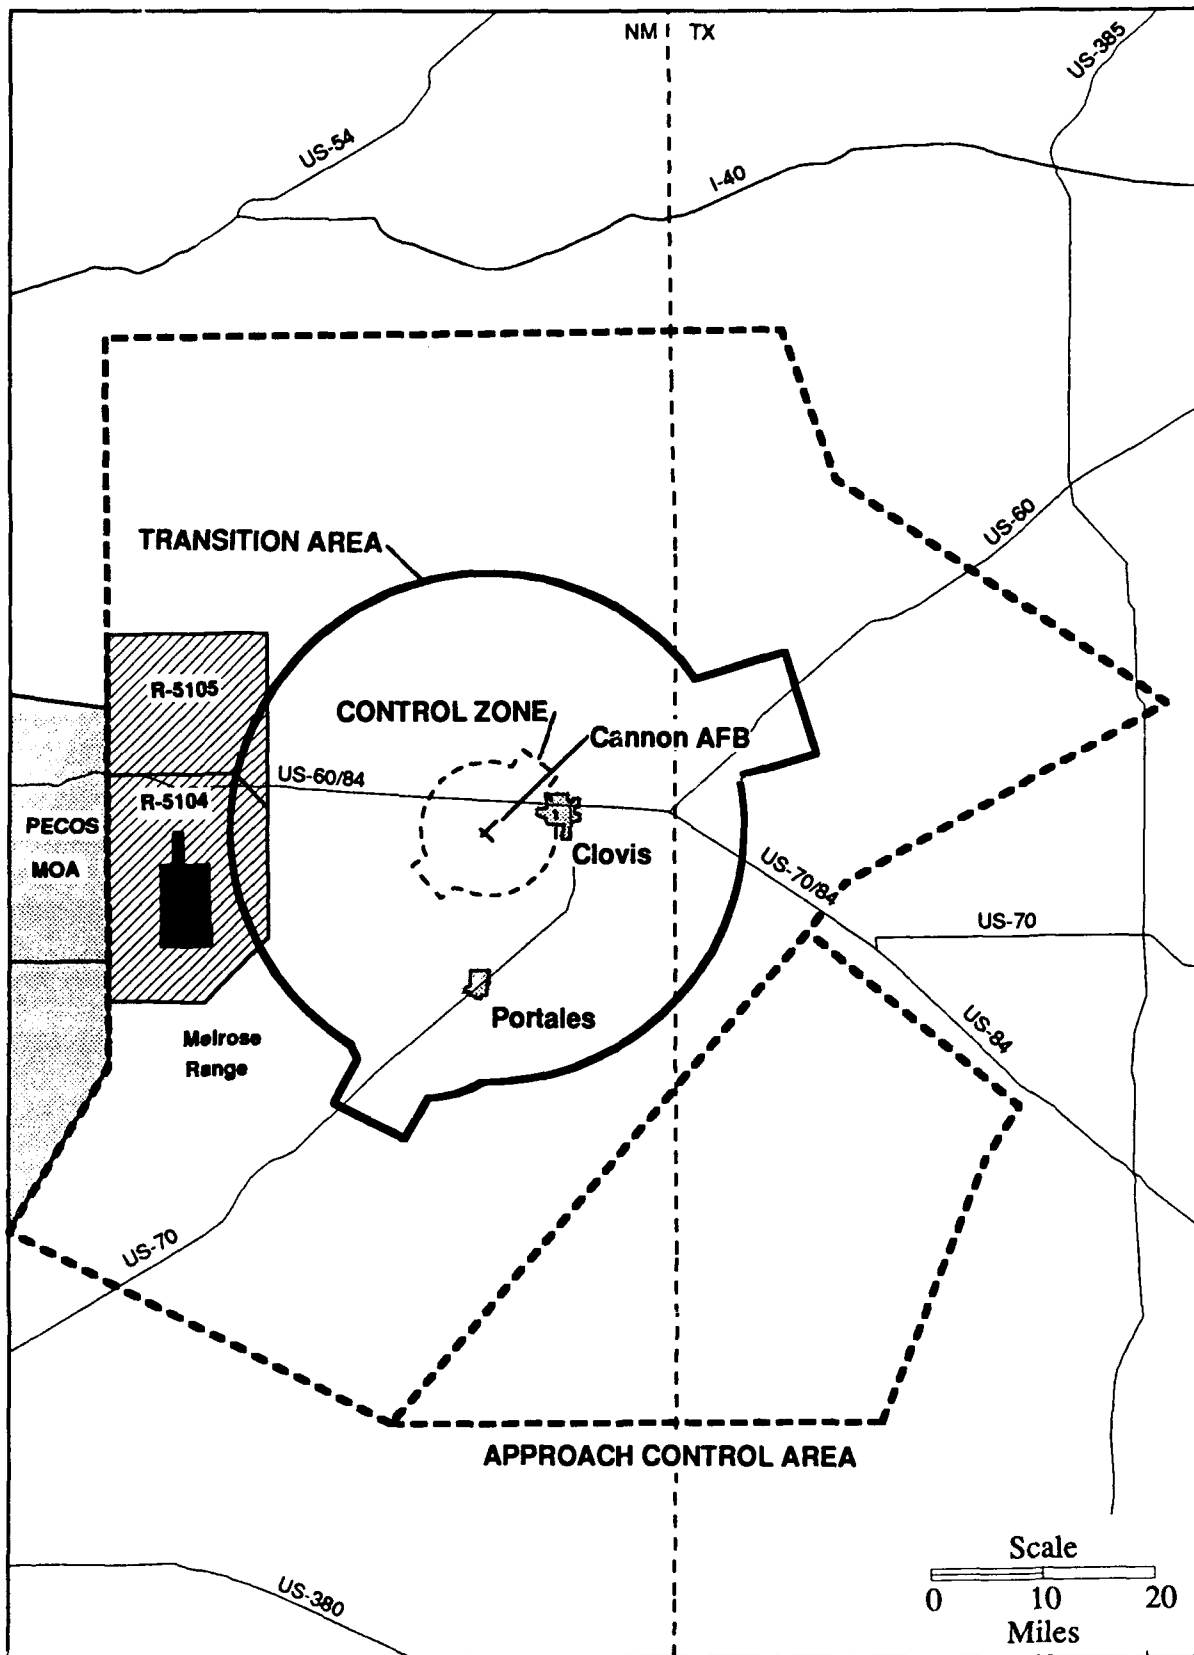 NM TX
US-385
US-54
I-40
US-60
TRANSITION AREA
R-5105
CONTROL ZONE
Cannon AFB
US-60/84
R-5104
PECOS
MOA
Clovis
US-70/84
US-70
Portales
US-84
Melrose
Range
US-70
APPROACH CONTROL AREA
Scale
0 10 20
Miles
US-380